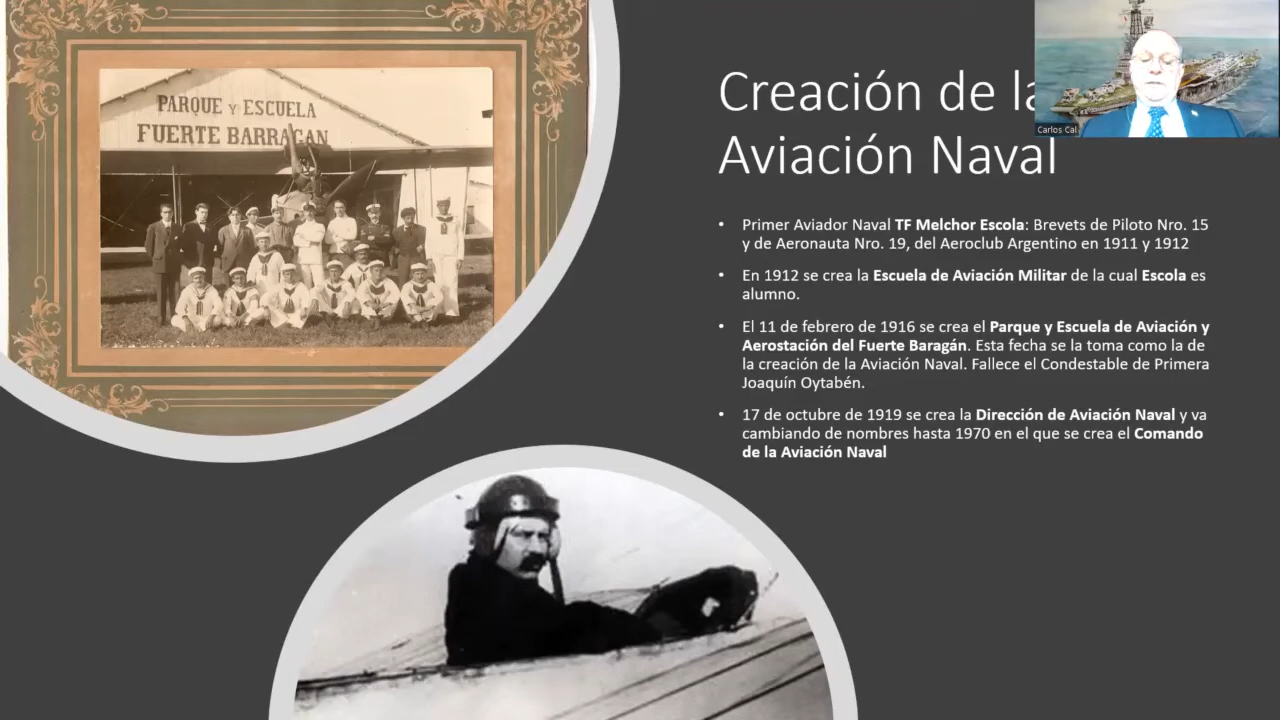 PARQUE Y ESCUELA
FUERTE BARRAGAN
Creación de la
Aviación Naval
Carlos Cal
• Primer Aviador Naval TF Melchor Escola: Brevets de Piloto Nro. 15
y de Aeronauta Nro. 19, del Aeroclub Argentino en 1911 y 1912
• En 1912 se crea la Escuela de Aviación Militar de la cual Escola es
alumno.
• El 11 de febrero de 1916 se crea el Parque y Escuela de Aviación y
Aerostación del Fuerte Baragán. Esta fecha se la toma como la de
la creación de la Aviación Naval. Fallece el Condestable de Primera
Joaquín Oytabén.
• 17 de octubre de 1919 se crea la Dirección de Aviación Naval y va
cambiando de nombres hasta 1970 en el que se crea el Comando
de la Aviación Naval